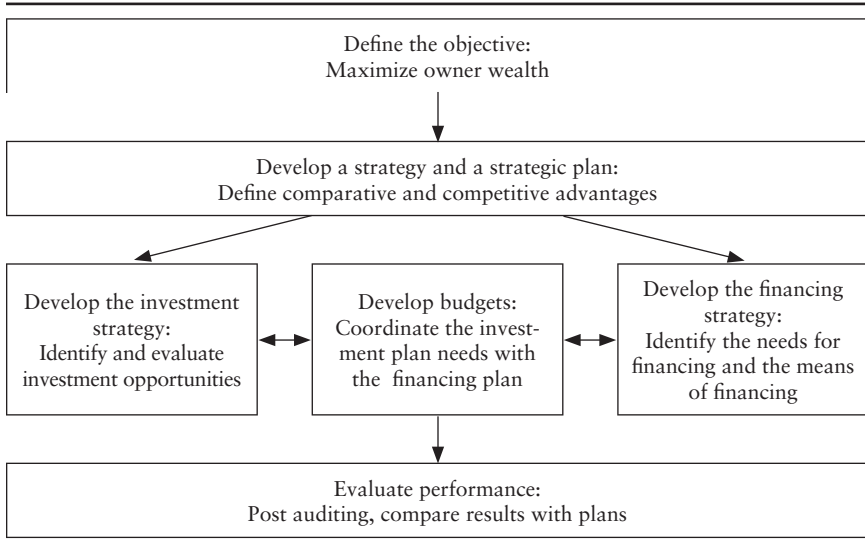 Define the objective:
Maximize owner wealth
Develop a strategy and a strategic plan:
Define comparative and competitive advantages
Develop the investment
strategy:
Identify and evaluate
investment opportunities
Develop budgets:
Coordinate the invest-
ment plan needs with
the financing plan
Develop the financing
strategy:
Identify the needs for
financing and the means
of financing
Evaluate performance:
Post auditing, compare results with plans